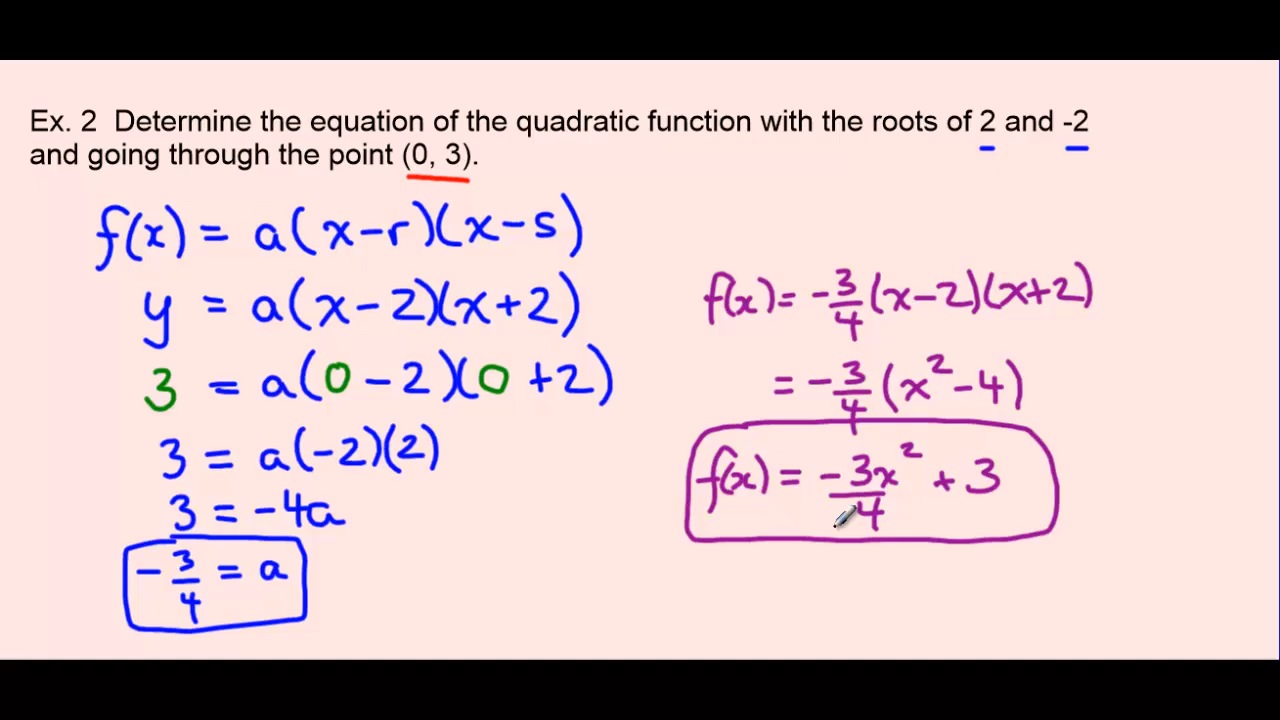 Ex. 2 Determine the equation of the quadratic function with the roots of 2 and -2
and going through the point (0, 3).
f(x) = a(x-r)(x-s)
y = a(x-2)(x+2)
3 = a(0-2)(0+2)
3 = a(-2)(2)
3 = -4a
-3/4 = a
f(x) = -3/4(x-2)(x+2)
= -3/4(x²-4)
f(x) = -3x²/4 + 3